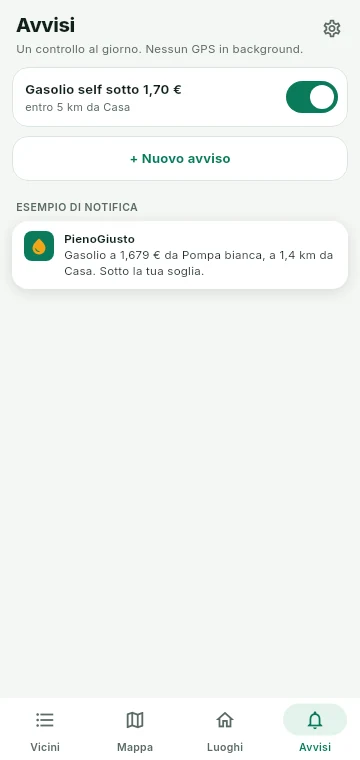 Avvisi
Un controllo al giorno. Nessun GPS in background.
Gasolio self sotto 1,70 €
entro 5 km da Casa
+ Nuovo avviso
ESEMPIO DI NOTIFICA
PienoGiusto
Gasolio a 1,679 € da Pompa bianca, a 1,4 km da
Casa. Sotto la tua soglia.
Vicini
Mappa
Luoghi
Avvisi